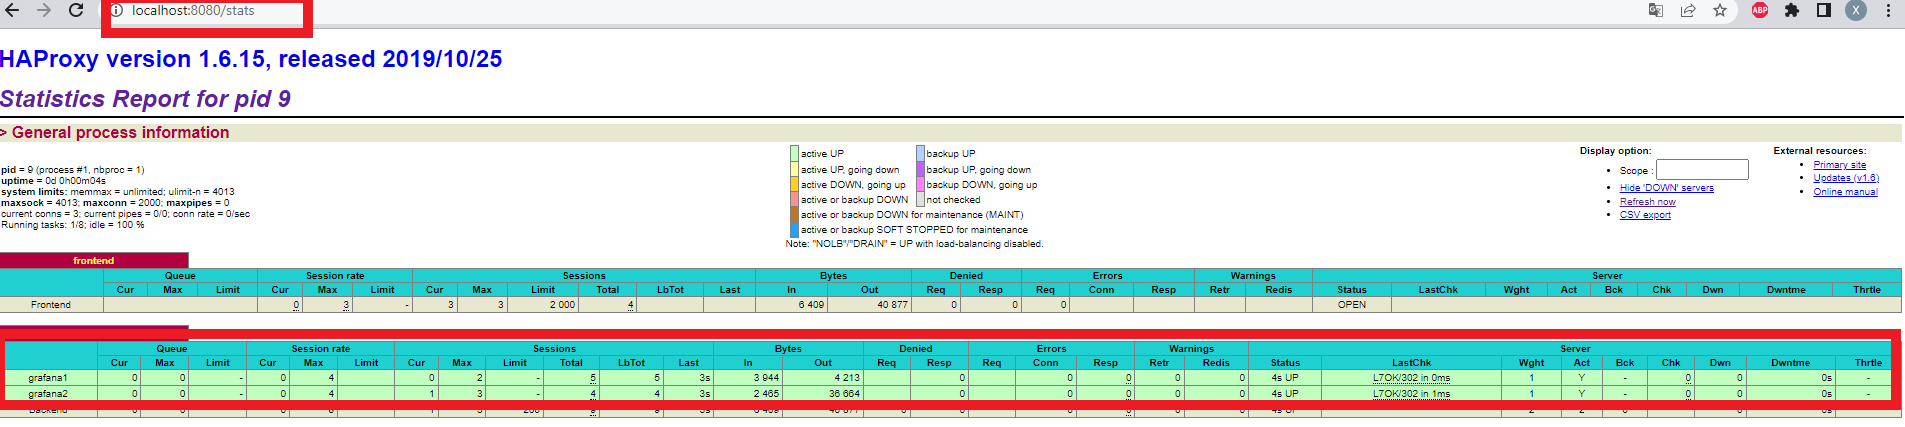 localhost:8080/stats
ABP
X
HAProxy version 1.6.15, released 2019/10/25
Statistics Report for pid 9
> General process information
pid = 9 (process #1, nbproc = 1)
uptime = 0d 0h00m04s
system limits: memmax = unlimited; ulimit-n = 4013
maxsock = 4013; maxconn = 2000; maxpipes = 0
current conns = 3; current pipes = 0/0; conn rate = 0/sec
Running tasks: 1/8; idle = 100 %
active UP backup UP
active UP, going down backup UP, going down
active DOWN, going up backup DOWN, going up
active or backup DOWN not checked
active or backup DOWN for maintenance (MAINT)
active or backup SOFT STOPPED for maintenance
Note: "NOLB"/"DRAIN" = UP with load-balancing disabled.
Display option:
• Scope :
• Hide 'DOWN' servers
• Refresh now
• CSV export
External resources:
• Primary site
• Updates (v1.6)
• Online manual
frontend
Queue Session rate Sessions Bytes Denied Errors Warnings Server
Cur Max Limit Cur Max Limit Cur Max Limit Total LbTot Last In Out Req Resp Req Conn Resp Retr Redis Status LastChk Wght Act Bck Chk Dwn Dwntme Thrtle
Frontend 0 3 - 3 3 2 000 4 6 409 40 877 0 0 0 OPEN
Queue Session rate Sessions Bytes Denied Errors Warnings Server
Cur Max Limit Cur Max Limit Cur Max Limit Total LbTot Last In Out Req Resp Req Conn Resp Retr Redis Status LastChk Wght Act Bck Chk Dwn Dwntme Thrtle
grafana1 0 0 - 0 4 0 2 - 5 5 3s 3 944 4 213 0 0 0 0 0 4s UP L7OK/302 in 0ms 1 Y - 0 0 0s -
grafana2 0 0 - 0 4 1 3 - 4 4 3s 2 465 36 664 0 0 0 0 0 4s UP L7OK/302 in 1ms 1 Y - 0 0 0s -
Backend